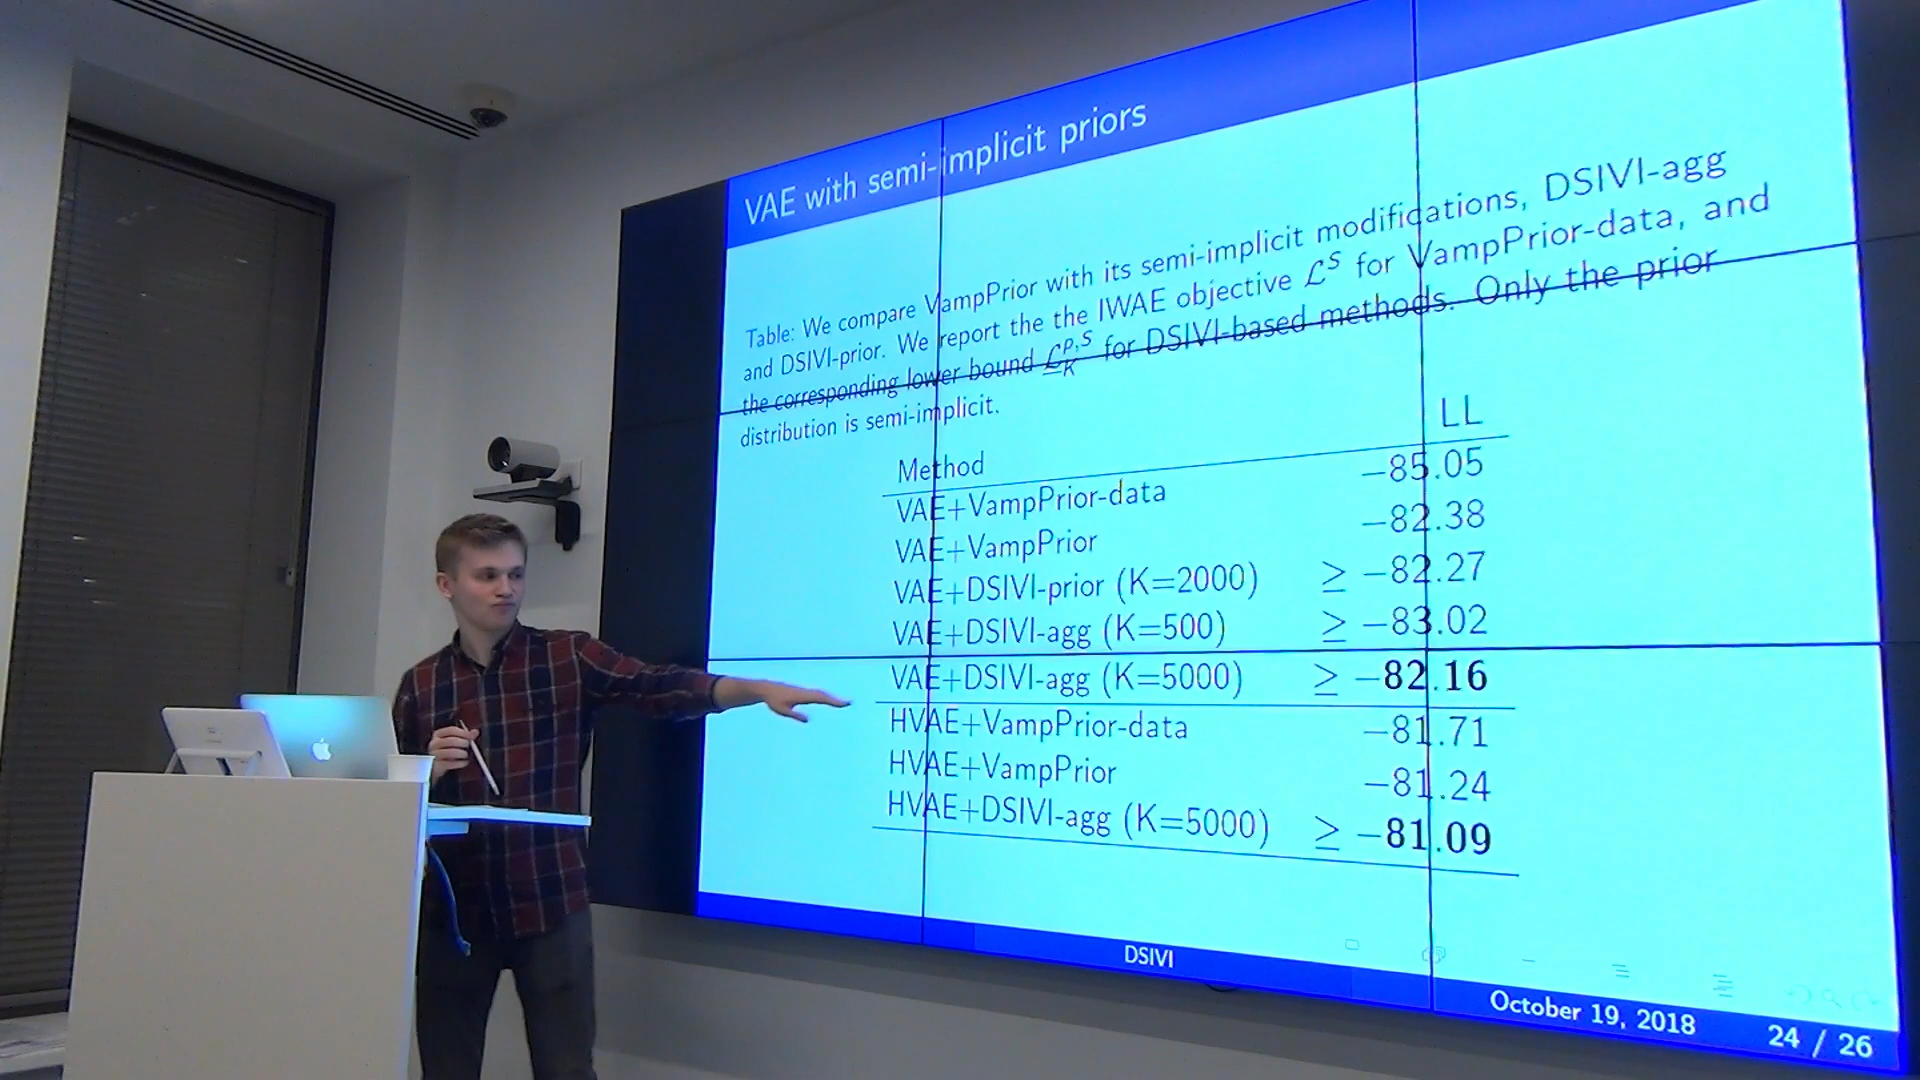 VAE with semi-implicit priors
Table: We compare VampPrior with its semi-implicit modifications, DSIVI-agg
and DSIVI-prior. We report the the IWAE objective ℒ^S for VampPrior-data, and
the corresponding lower bound ℒ_K^{p,S} for DSIVI-based methods. Only the prior
distribution is semi-implicit.
Method LL
VAE+VampPrior-data −85.05
VAE+VampPrior −82.38
VAE+DSIVI-prior (K=2000) ≥ −82.27
VAE+DSIVI-agg (K=500) ≥ −83.02
VAE+DSIVI-agg (K=5000) ≥ −82.16
HVAE+VampPrior-data −81.71
HVAE+VampPrior −81.24
HVAE+DSIVI-agg (K=5000) ≥ −81.09
DSIVI
October 19, 2018 24 / 26